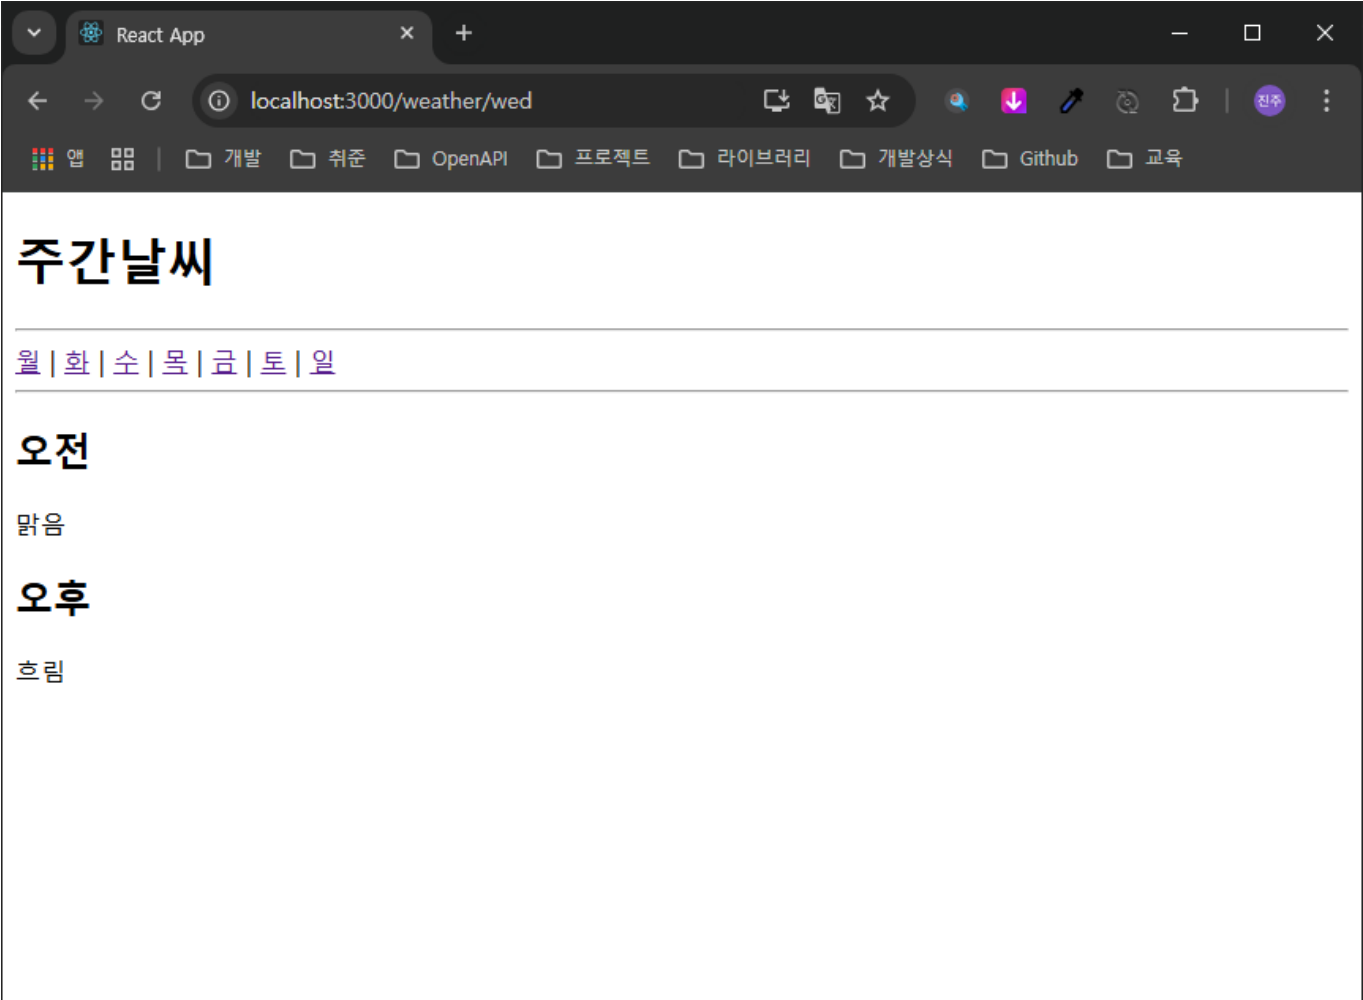 React App
localhost:3000/weather/wed
진주
앱 | 개발 취준 OpenAPI 프로젝트 라이브러리 개발상식 Github 교육
주간날씨
월 | 화 | 수 | 목 | 금 | 토 | 일
오전
맑음
오후
흐림